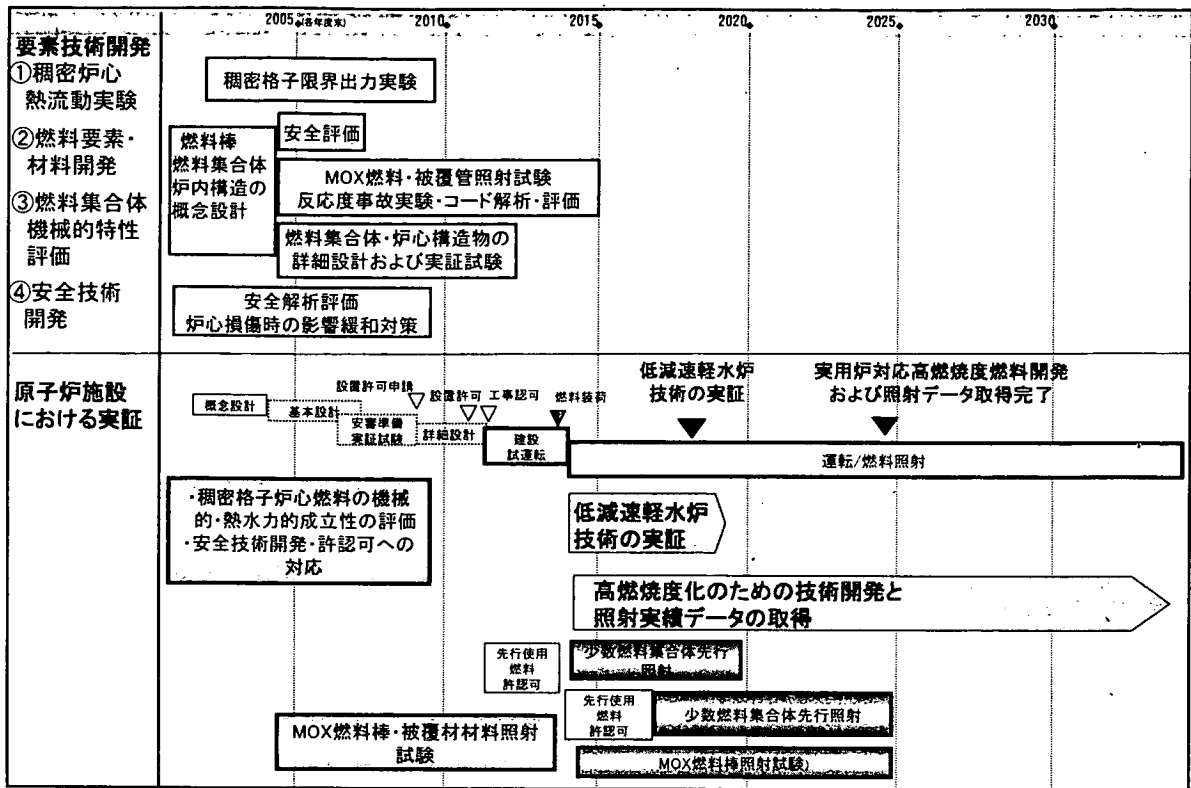 2005 (各年度末) 2010 2015 2020 2025 2030
要素技術開発
①稠密炉心
熱流動実験
②燃料要素・
材料開発
③燃料集合体
機械的特性
評価
④安全技術
開発
稠密格子限界出力実験
燃料棒
燃料集合体
炉内構造の
概念設計
安全評価
MOX燃料・被覆管照射試験
反応度事故実験・コード解析・評価
燃料集合体・炉心構造物の
詳細設計および実証試験
安全解析評価
炉心損傷時の影響緩和対策
原子炉施設
における実証
設置許可申請
設置許可 工事認可
燃料装荷
低減速軽水炉
技術の実証
実用炉対応高燃焼度燃料開発
および照射データ取得完了
概念設計
基本設計
安審準備
実証試験
詳細設計
建設
試運転
運転/燃料照射
・稠密格子炉心燃料の機械
的・熱水力的成立性の評価
・安全技術開発・許認可への
対応
低減速軽水炉
技術の実証
高燃焼度化のための技術開発と
照射実績データの取得
先行使用
燃料
許認可
少数燃料集合体先行
照射
先行使用
燃料
許認可
少数燃料集合体先行照射
MOX燃料棒・被覆材材料照射
試験
MOX燃料棒照射試験)